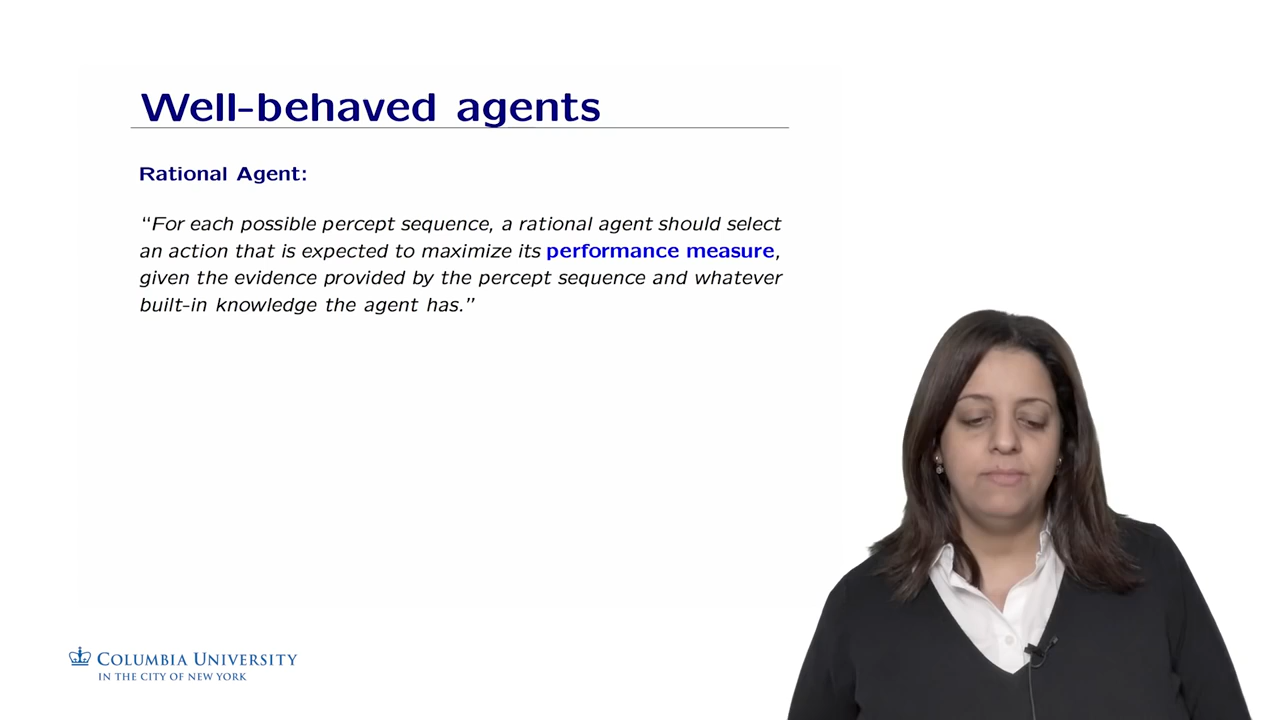 Well-behaved agents
Rational Agent:
“For each possible percept sequence, a rational agent should select
an action that is expected to maximize its performance measure,
given the evidence provided by the percept sequence and whatever
built-in knowledge the agent has.”
COLUMBIA UNIVERSITY
IN THE CITY OF NEW YORK